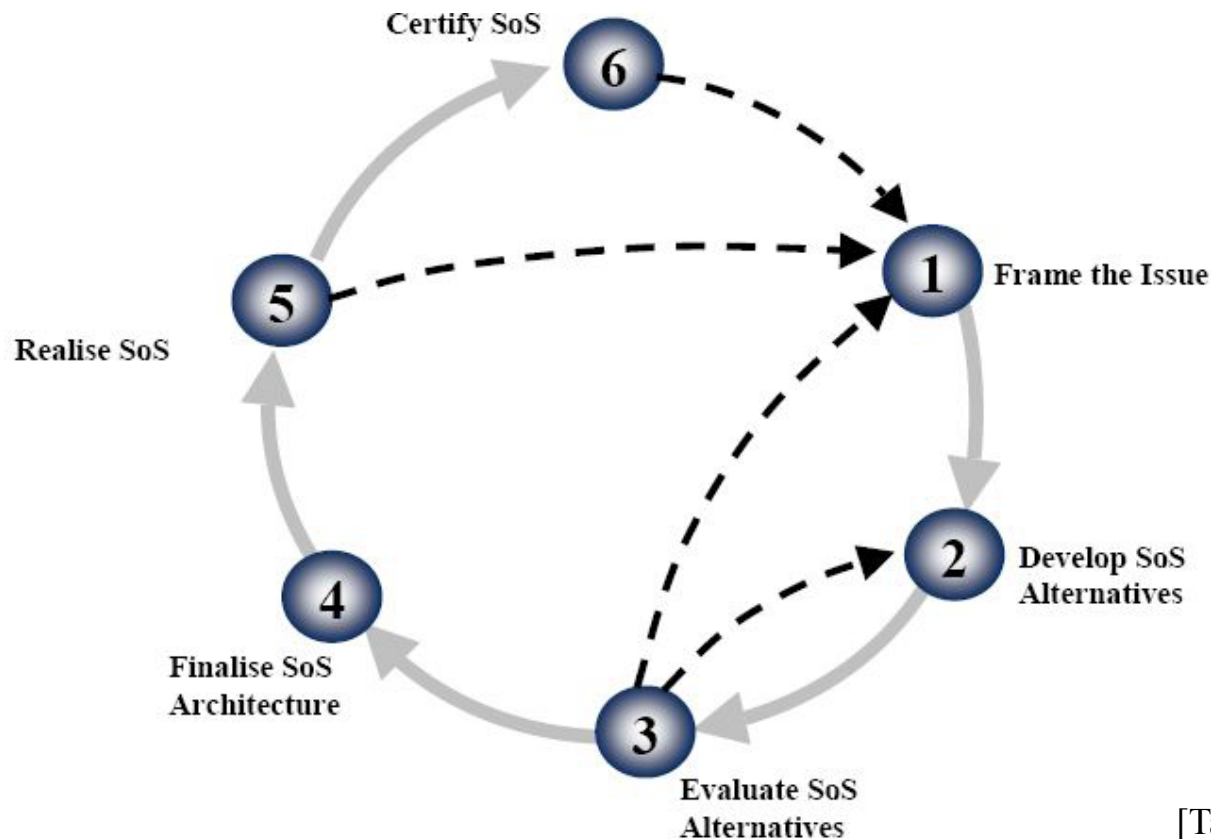 Certify SoS
6
1
Frame the Issue
5
Realise SoS
2
Develop SoS
Alternatives
4
Finalise SoS
Architecture
3
Evaluate SoS
Alternatives
[T